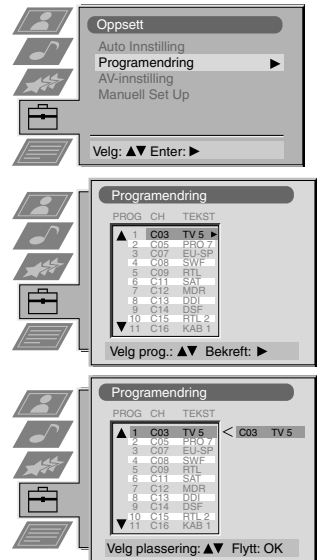 Oppsett
Auto Innstilling
Programendring ▶
AV-innstilling
Manuell Set Up
Velg: ▲▼ Enter: ▶
Programendring
PROG CH TEKST
▲ 1 C03 TV 5 ▶
2 C05 PRO 7
3 C07 EU-SP
4 C08 SWF
5 C09 RTL
6 C11 SAT
7 C12 MDR
8 C13 DDI
9 C14 DSF
10 C15 RTL 2
▼ 11 C16 KAB 1
Velg prog.: ▲▼ Bekreft: ▶
Programendring
PROG CH TEKST
▲ 1 C03 TV 5 < C03 TV 5
2 C05 PRO 7
3 C07 EU-SP
4 C08 SWF
5 C09 RTL
6 C11 SAT
7 C12 MDR
8 C13 DDI
9 C14 DSF
10 C15 RTL 2
▼ 11 C16 KAB 1
Velg plassering: ▲▼ Flytt: OK